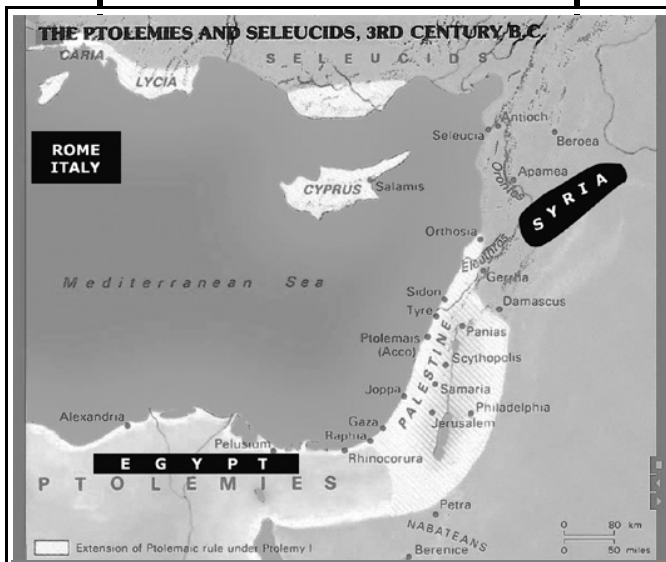 THE PTOLEMIES AND SELEUCIDS, 3RD CENTURY B.C.
CARIA
SELEUCIDS
LYCIA
Antioch
Seleucia
Beroea
ROME
ITALY
Orontes
Apamea
CYPRUS
Salamis
SYRIA
Orthosia
Eleuthros
Mediterranean Sea
Gerrha
Sidon
Damascus
Tyre
Panias
Ptolemais
(Acco)
PALESTINE
Scythopolis
Joppa
Samaria
Alexandria
Gaza
Philadelphia
Jerusalem
Pelusium
Raphia
EGYPT
Rhinocorura
PTOLEMIES
Petra
NABATEANS
0 80 km
Extension of Ptolemaic rule under Ptolemy I
Berenice
0 50 miles